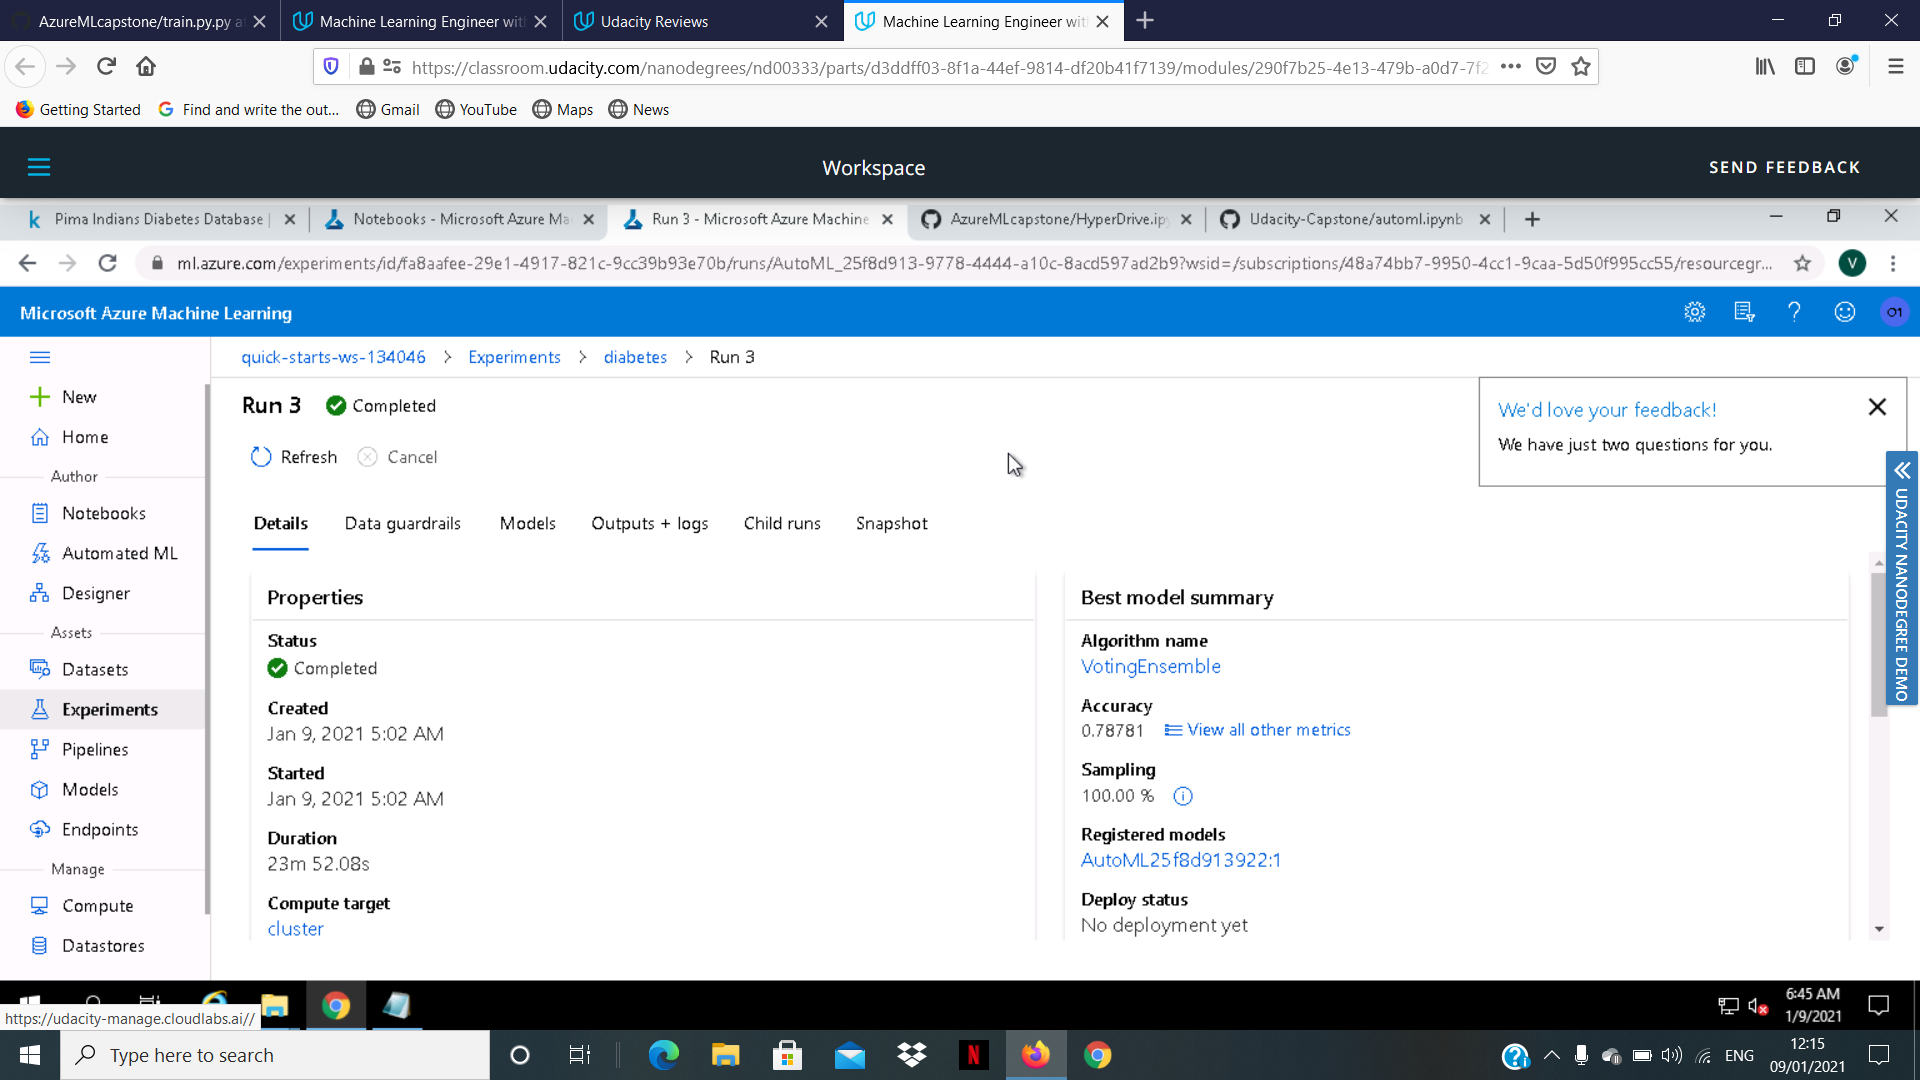 AzureMLcapstone/train.py.py a
Machine Learning Engineer wit
Udacity Reviews
Machine Learning Engineer wit
https://classroom.udacity.com/nanodegrees/nd00333/parts/d3ddff03-8f1a-44ef-9814-df20b41f7139/modules/290f7b25-4e13-479b-a0d7-7f2
Getting Started
Find and write the out...
Gmail
YouTube
Maps
News
Workspace
SEND FEEDBACK
Pima Indians Diabetes Database |
Notebooks - Microsoft Azure Ma
Run 3 - Microsoft Azure Machine
AzureMLcapstone/HyperDrive.ip
Udacity-Capstone/automl.ipynb
ml.azure.com/experiments/id/fa8aafee-29e1-4917-821c-9cc39b93e70b/runs/AutoML_25f8d913-9778-4444-a10c-8acd597ad2b9?wsid=/subscriptions/48a74bb7-9950-4cc1-9caa-5d50f995cc55/resourcegr...
V
Microsoft Azure Machine Learning
O1
quick-starts-ws-134046 > Experiments > diabetes > Run 3
New
Home
Author
Notebooks
Automated ML
Designer
Assets
Datasets
Experiments
Pipelines
Models
Endpoints
Manage
Compute
Datastores
Run 3
Completed
Refresh
Cancel
We'd love your feedback!
We have just two questions for you.
Details
Data guardrails
Models
Outputs + logs
Child runs
Snapshot
Properties
Status
Completed
Created
Jan 9, 2021 5:02 AM
Started
Jan 9, 2021 5:02 AM
Duration
23m 52.08s
Compute target
cluster
Best model summary
Algorithm name
VotingEnsemble
Accuracy
0.78781
View all other metrics
Sampling
100.00 %
Registered models
AutoML25f8d913922:1
Deploy status
No deployment yet
UDACITY NANODEGREE DEMO
6:45 AM
1/9/2021
https://udacity-manage.cloudlabs.ai//
Type here to search
ENG
12:15
09/01/2021